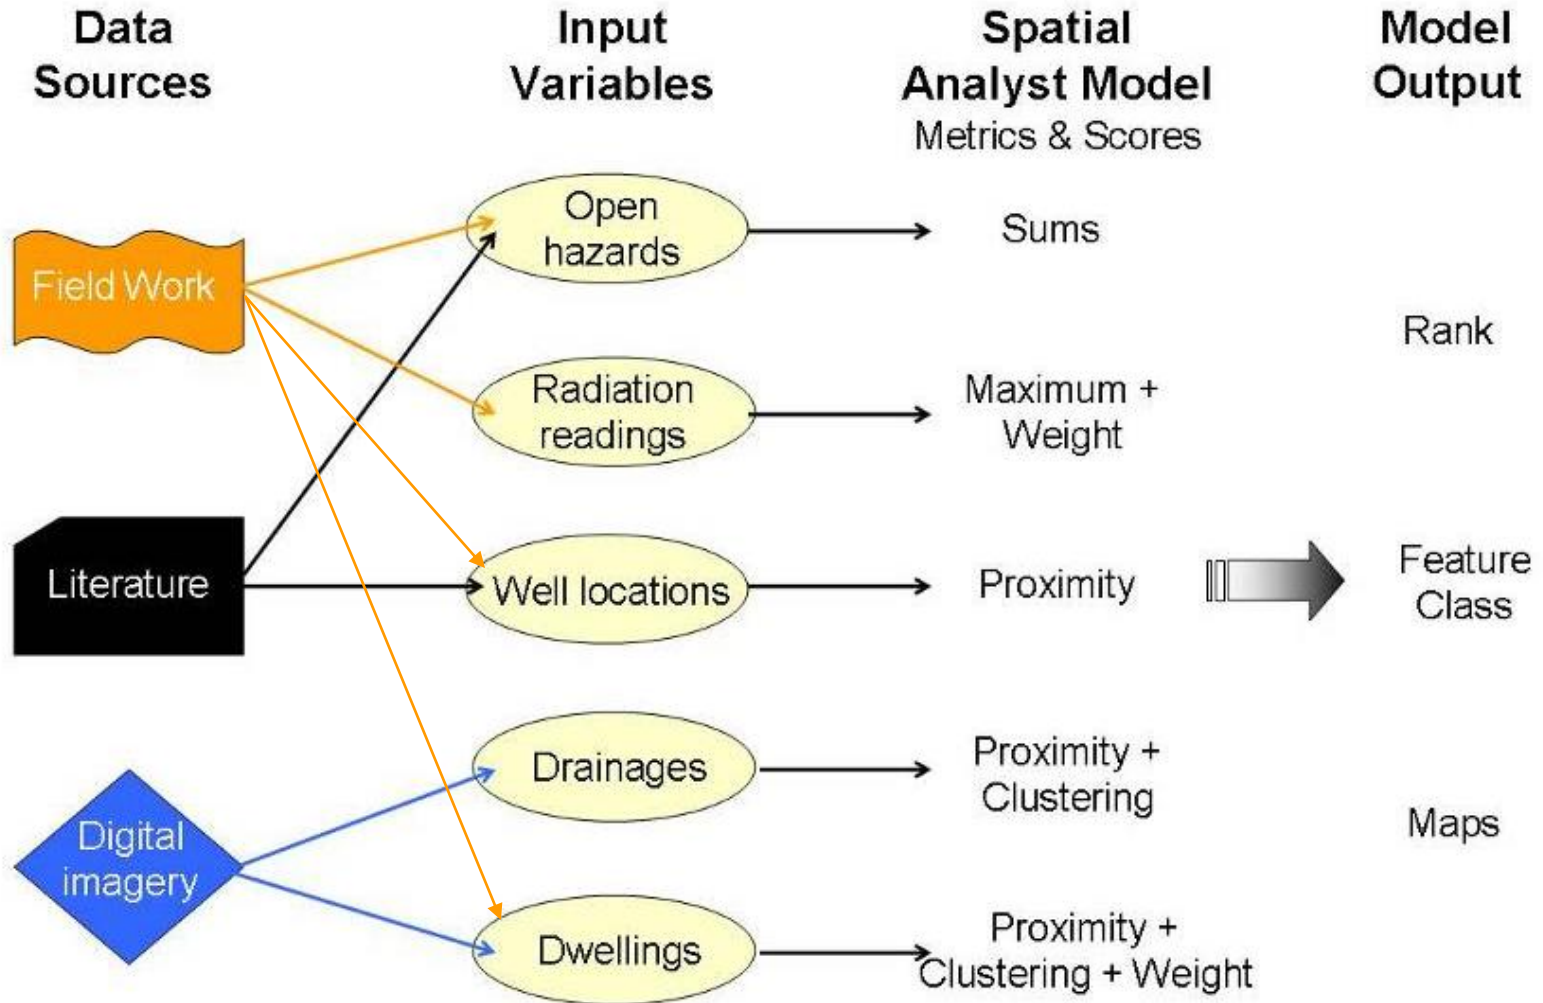 Data
Sources
Input
Variables
Spatial
Analyst Model
Metrics & Scores
Model
Output
Field Work
Literature
Digital
imagery
Open
hazards
Radiation
readings
Well locations
Drainages
Dwellings
Sums
Maximum +
Weight
Proximity
Proximity +
Clustering
Proximity +
Clustering + Weight
Rank
Feature
Class
Maps